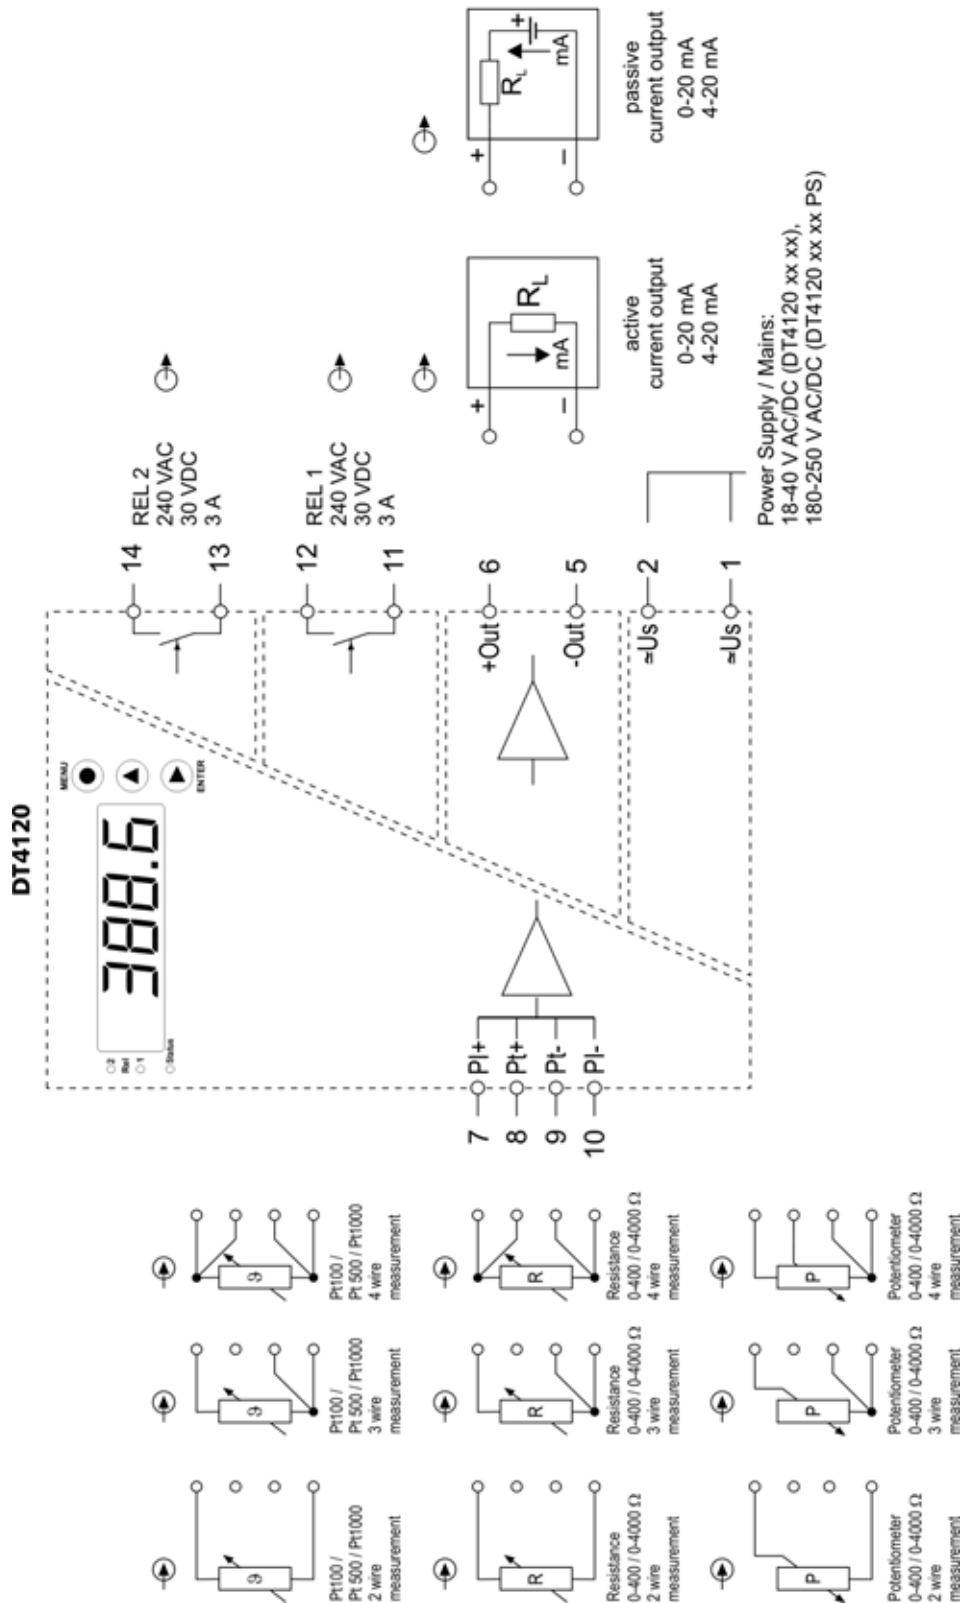 DT4120
388.6
MENU
ENTER
2
Rel
1
Status
14
REL 2
240 VAC
30 VDC
3 A
13
12
REL 1
240 VAC
30 VDC
3 A
11
+Out
6
-Out
5
≃Us
2
≃Us
1
7
PI+
8
Pt+
9
Pt-
10
PI-
+
−
mA
RL
active
current output
0-20 mA
4-20 mA
+
−
RL
+
mA
passive
current output
0-20 mA
4-20 mA
Power Supply / Mains:
18-40 V AC/DC (DT4120 xx xx),
180-250 V AC/DC (DT4120 xx xx PS)
ϑ
Pt100 /
Pt 500 / Pt1000
2 wire
measurement
ϑ
Pt100 /
Pt 500 / Pt1000
3 wire
measurement
ϑ
Pt100 /
Pt 500 / Pt1000
4 wire
measurement
R
Resistance
0-400 / 0-4000 Ω
2 wire
measurement
R
Resistance
0-400 / 0-4000 Ω
3 wire
measurement
R
Resistance
0-400 / 0-4000 Ω
4 wire
measurement
P
Potentiometer
0-400 / 0-4000 Ω
2 wire
measurement
P
Potentiometer
0-400 / 0-4000 Ω
3 wire
measurement
P
Potentiometer
0-400 / 0-4000 Ω
4 wire
measurement